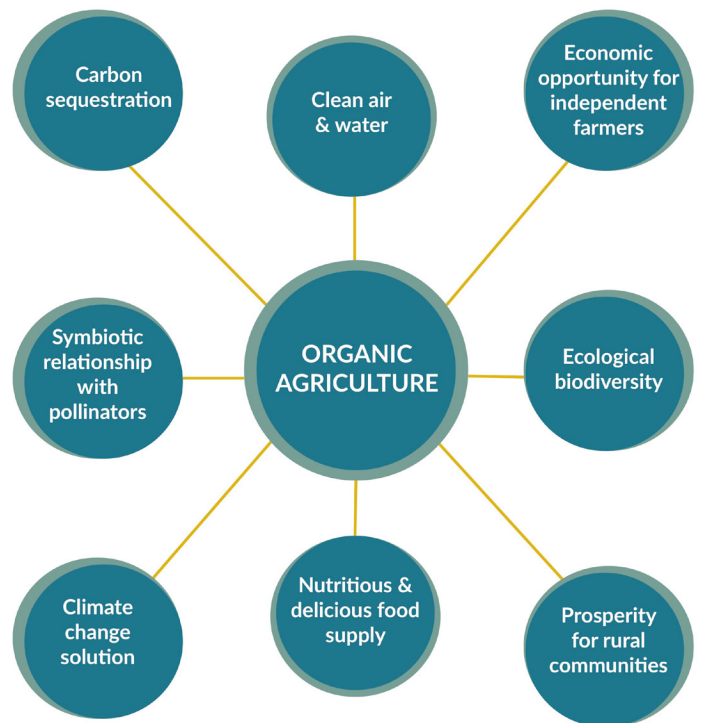 Carbon
sequestration
Clean air
& water
Economic
opportunity for
independent
farmers
Symbiotic
relationship
with
pollinators
ORGANIC
AGRICULTURE
Ecological
biodiversity
Climate
change
solution
Nutritious &
delicious food
supply
Prosperity
for rural
communities